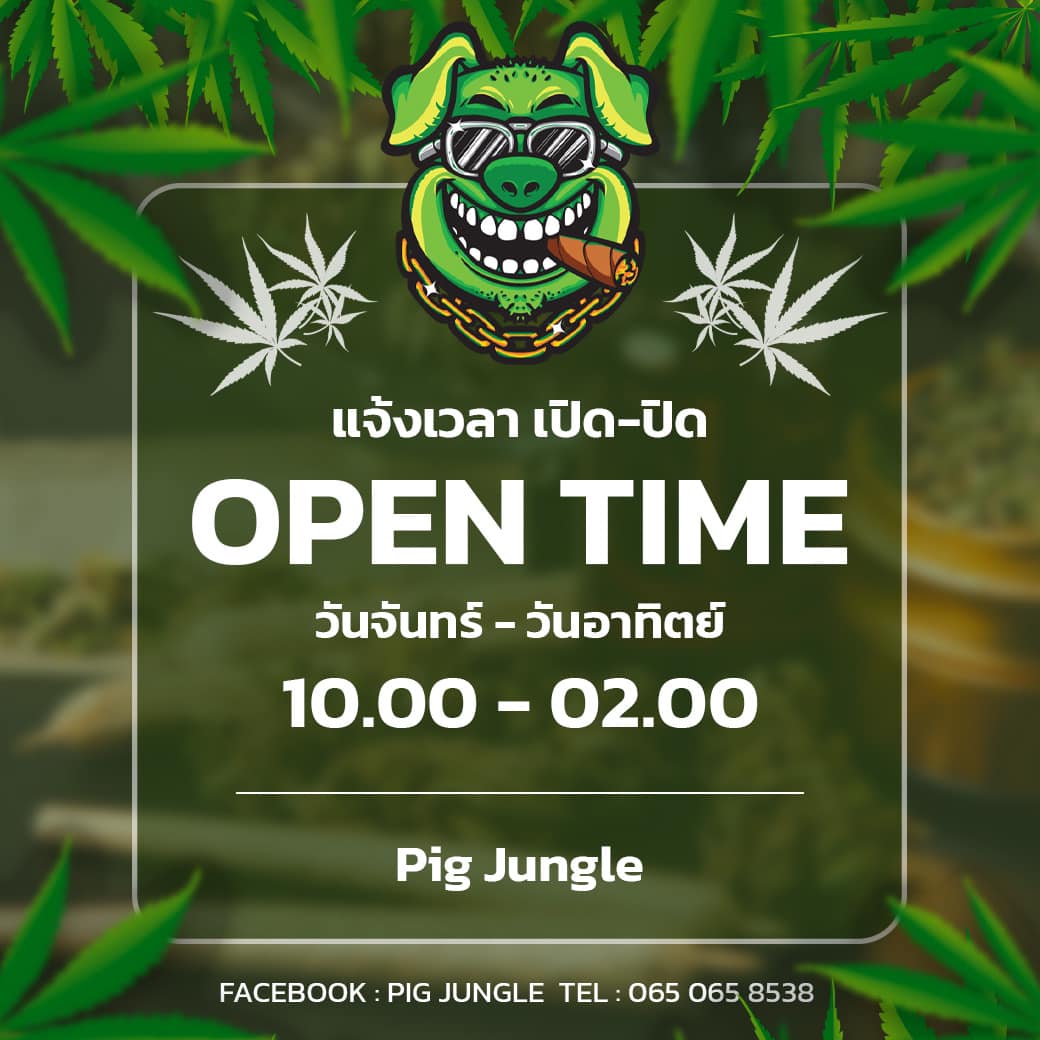 แจ้งเวลา เปิด-ปิด
OPEN TIME
วันจันทร์ - วันอาทิตย์
10.00 - 02.00
Pig Jungle
FACEBOOK : PIG JUNGLE TEL : 065 065 8538